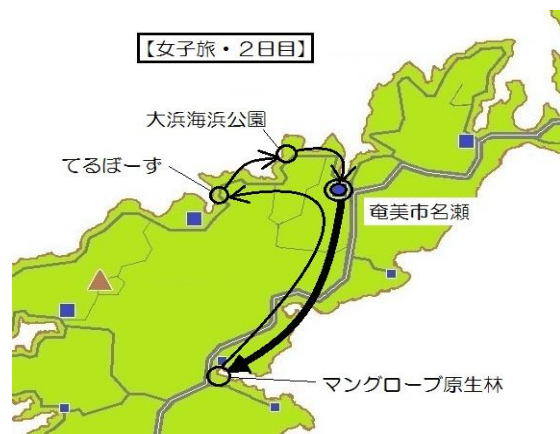 【女子旅・２日目】
大浜海浜公園
てるぼーず
奄美市名瀬
マングローブ原生林